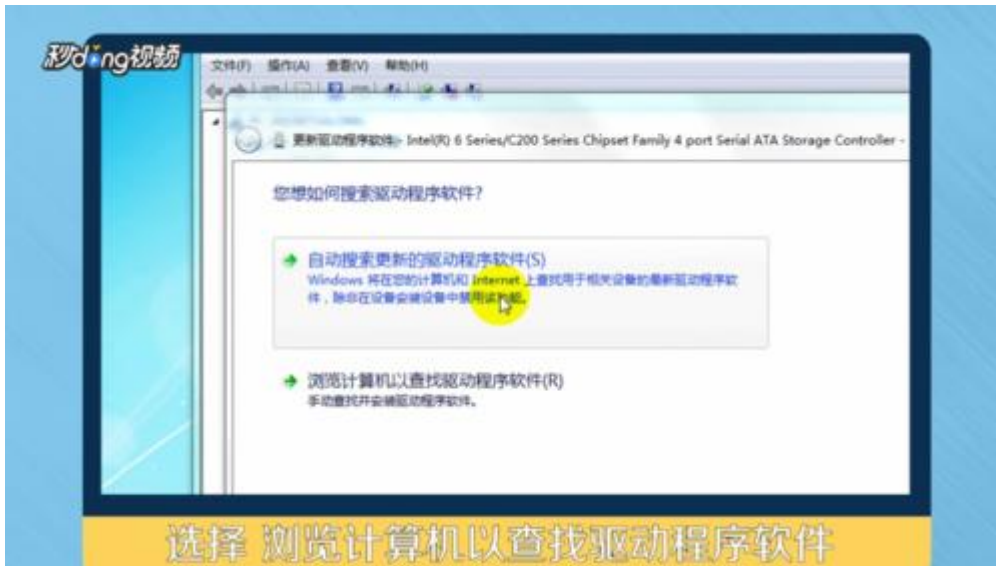 秒dǒng视频
文件(F) 操作(A) 查看(V) 帮助(H)
更新驱动程序软件 - Intel(R) 6 Series/C200 Series Chipset Family 4 port Serial ATA Storage Controller -
您想如何搜索驱动程序软件?
自动搜索更新的驱动程序软件(S)
Windows 将在您的计算机和 Internet 上查找用于相关设备的最新驱动程序软
件,除非在设备安装设置中禁用该功能。
浏览计算机以查找驱动程序软件(R)
手动查找并安装驱动程序软件。
选择 浏览计算机以查找驱动程序软件